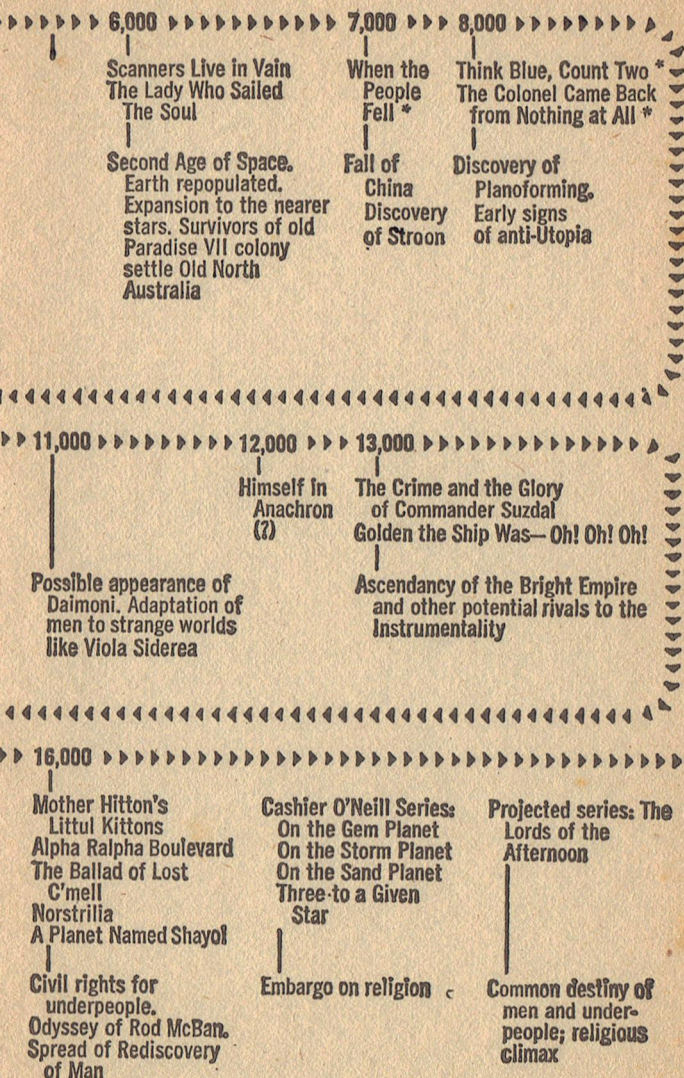 6,000
Scanners Live in Vain
The Lady Who Sailed
The Soul
Second Age of Space.
Earth repopulated.
Expansion to the nearer
stars. Survivors of old
Paradise VII colony
settle Old North
Australia
7,000
When the
People
Fell *
Fall of
China
Discovery
of Stroon
8,000
Think Blue, Count Two *
The Colonel Came Back
from Nothing at All *
Discovery of
Planoforming.
Early signs
of anti-Utopia
11,000
Possible appearance of
Daimoni. Adaptation of
men to strange worlds
like Viola Siderea
12,000
Himself in
Anachron
(?)
13,000
The Crime and the Glory
of Commander Suzdal
Golden the Ship Was— Oh! Oh! Oh!
Ascendancy of the Bright Empire
and other potential rivals to the
Instrumentality
16,000
Mother Hitton's
Littul Kittons
Alpha Ralpha Boulevard
The Ballad of Lost
C'mell
Norstrilia
A Planet Named Shayol
Civil rights for
underpeople.
Odyssey of Rod McBan.
Spread of Rediscovery
of Man
Cashier O'Neill Series:
On the Gem Planet
On the Storm Planet
On the Sand Planet
Three to a Given
Star
Embargo on religion
Projected series: The
Lords of the
Afternoon
Common destiny of
men and under-
people; religious
climax